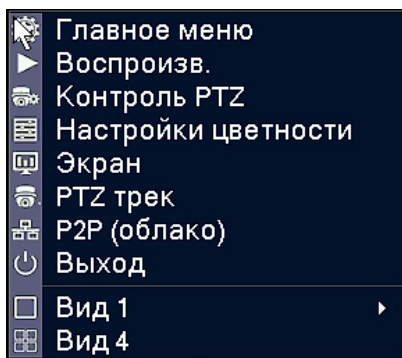 Главное меню
Воспроизв.
Контроль PTZ
Настройки цветности
Экран
PTZ трек
P2P (облако)
Выход
Вид 1
Вид 4